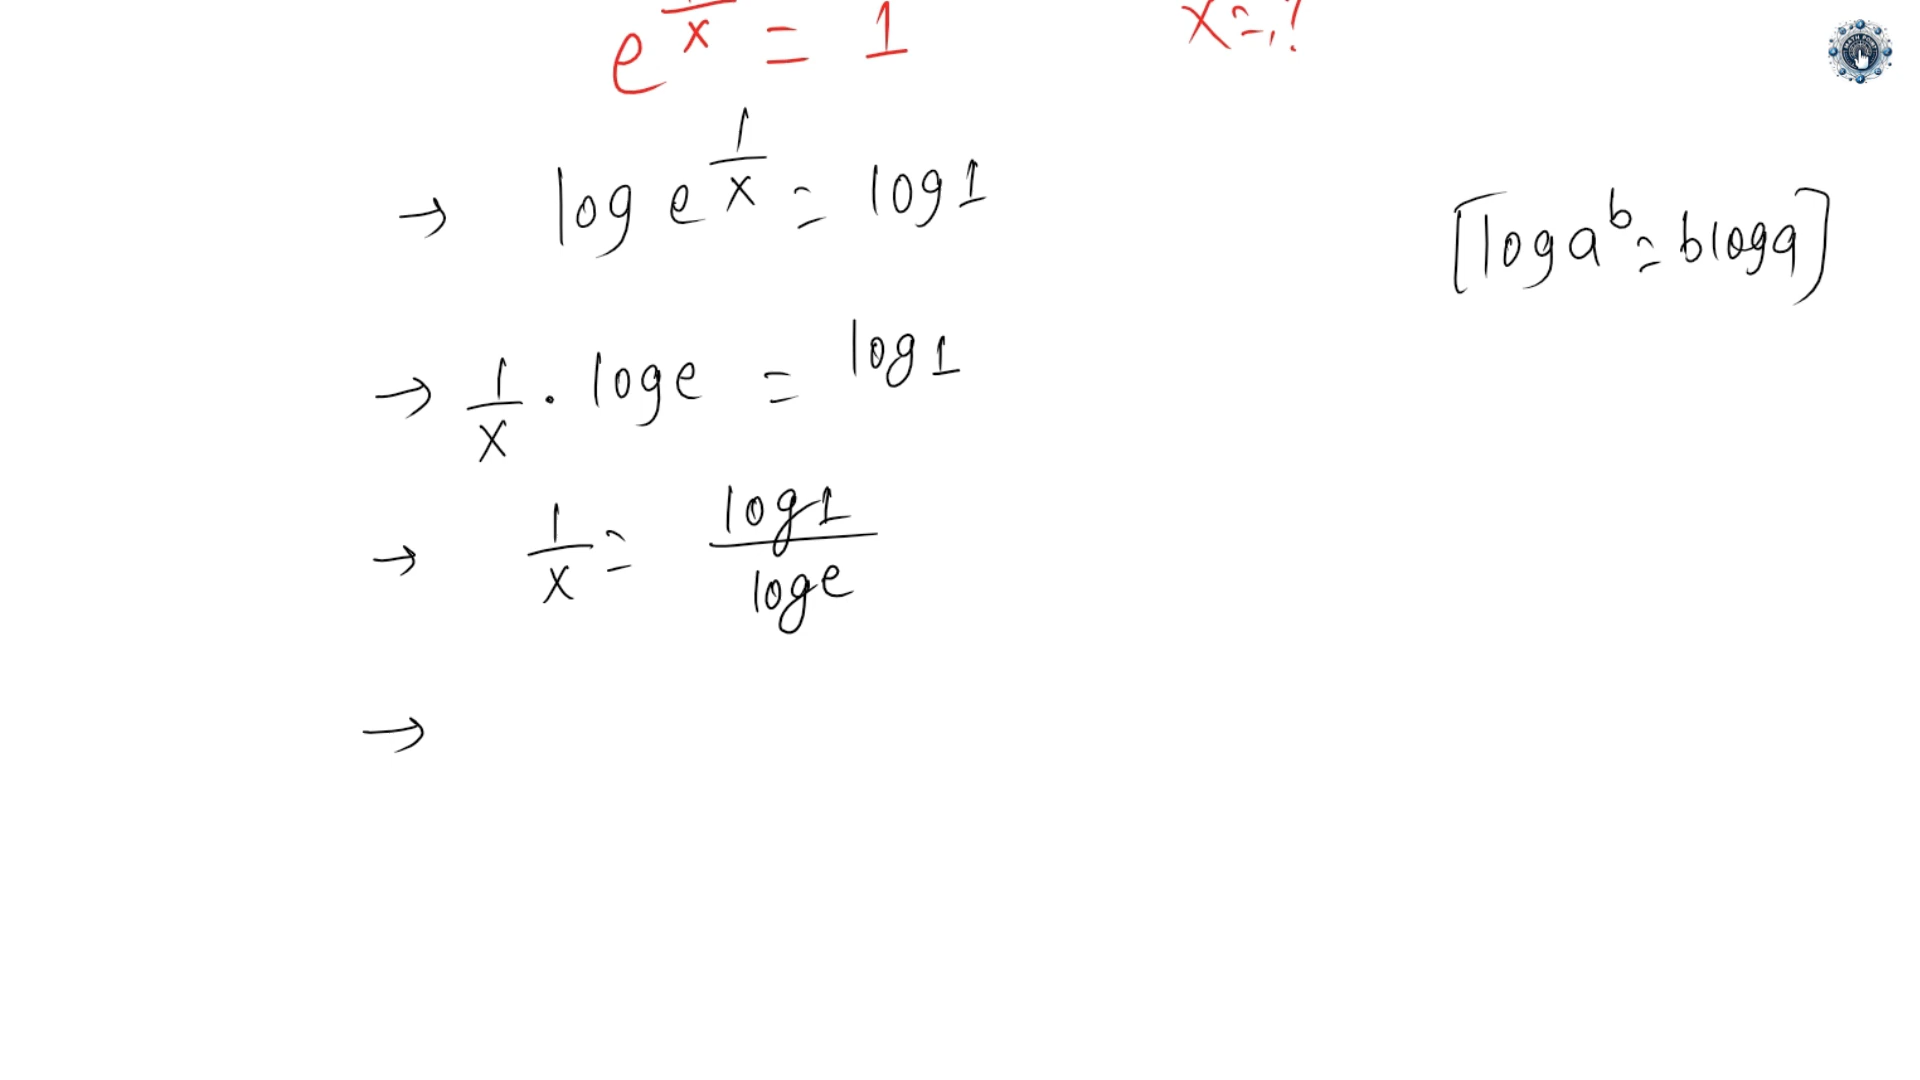 e^{1/x} = 1    x = ?
→ log e^{1/x} = log 1
[log a^b = b log a]
→ 1/x · log e = log 1
→ 1/x = log 1 / log e
→